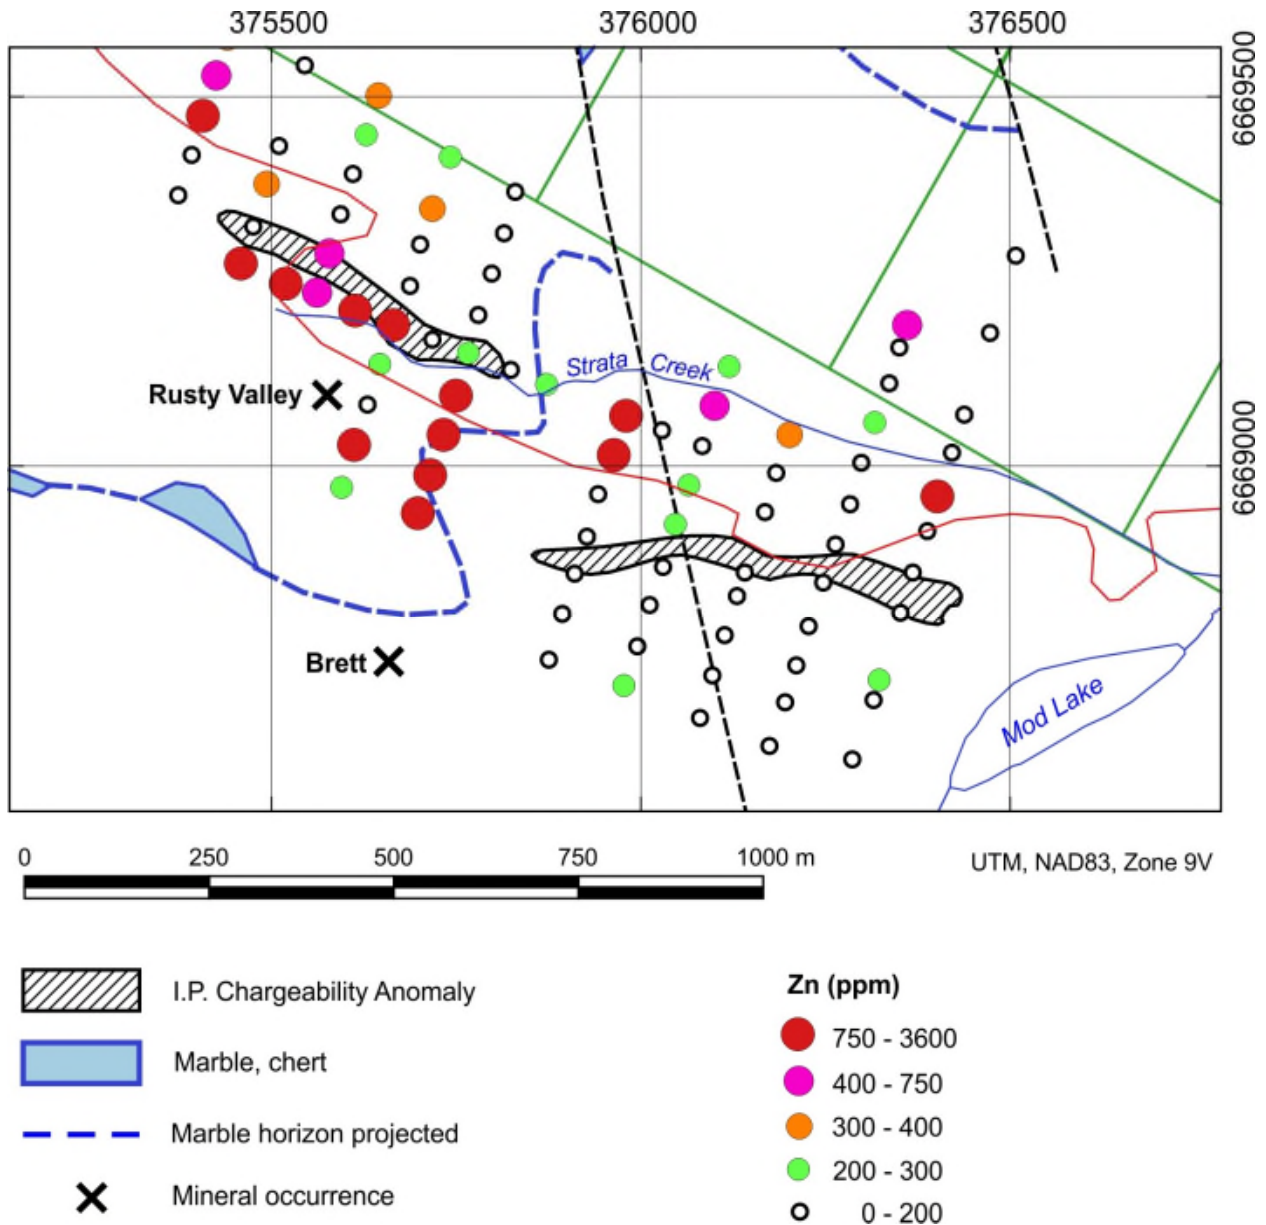 375500 376000 376500
6669500
Strata Creek
Rusty Valley
6669000
Brett
Mod Lake
0 250 500 750 1000 m
UTM, NAD83, Zone 9V
I.P. Chargeability Anomaly
Marble, chert
Marble horizon projected
Mineral occurrence
Zn (ppm)
750 - 3600
400 - 750
300 - 400
200 - 300
0 - 200